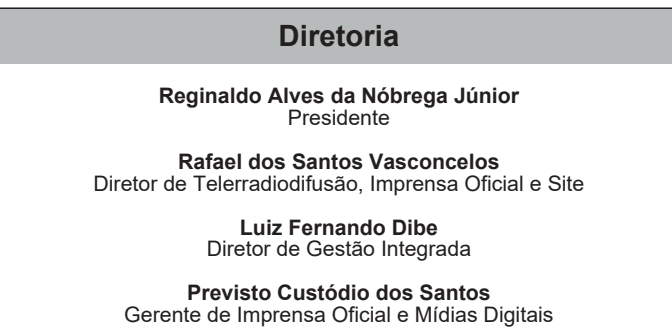 Diretoria
Reginaldo Alves da Nóbrega Júnior
Presidente
Rafael dos Santos Vasconcelos
Diretor de Telerradiodifusão, Imprensa Oficial e Site
Luiz Fernando Dibe
Diretor de Gestão Integrada
Previsto Custódio dos Santos
Gerente de Imprensa Oficial e Mídias Digitais